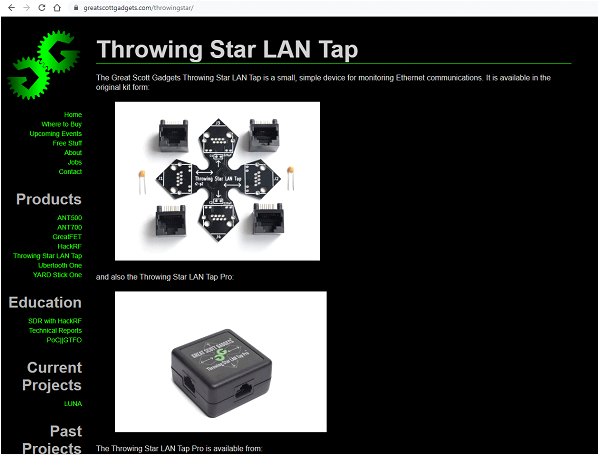 greatscottgadgets.com/throwingstar/
Throwing Star LAN Tap
The Great Scott Gadgets Throwing Star LAN Tap is a small, simple device for monitoring Ethernet communications. It is available in the
original kit form:
Home
Where to Buy
Upcoming Events
Free Stuff
About
Jobs
Contact
Products
ANT500
ANT700
GreatFET
HackRF
Throwing Star LAN Tap
Ubertooth One
YARD Stick One
Education
SDR with HackRF
Technical Reports
PoC||GTFO
Current
Projects
LUNA
Past
Projects
J1
Throwing Star LAN Tap
J2
and also the Throwing Star LAN Tap Pro:
GREAT SCOTT GADGETS
Throwing Star LAN Tap Pro
The Throwing Star LAN Tap Pro is available from: